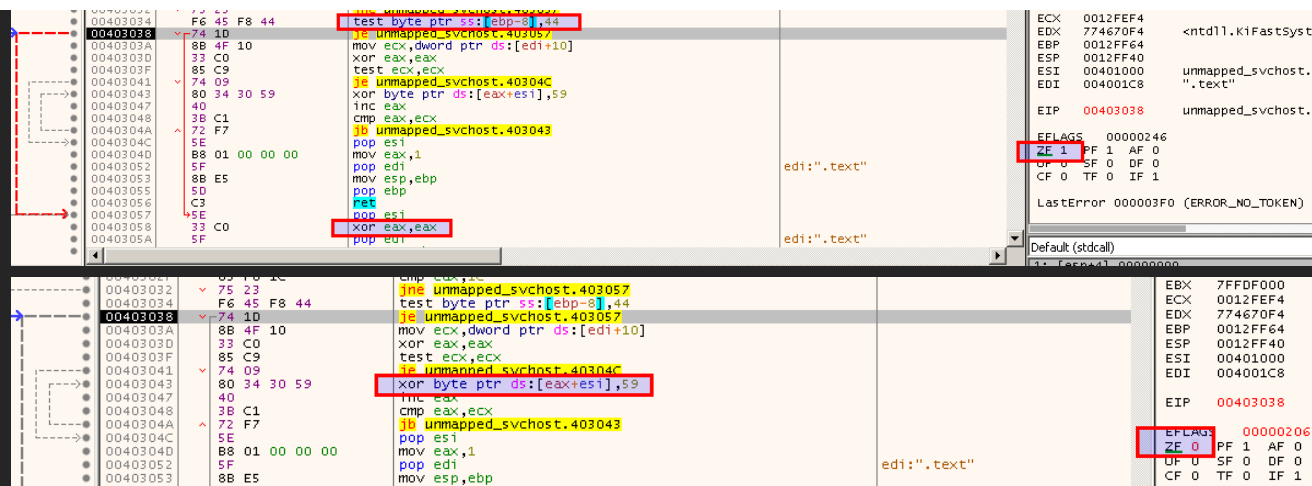 00403034 F6 45 F8 44 test byte ptr ss:[ebp-8],44
00403038 74 1D je unmapped_svchost.403057
0040303A 8B 4F 10 mov ecx,dword ptr ds:[edi+10]
0040303D 33 C0 xor eax,eax
0040303F 85 C9 test ecx,ecx
00403041 74 09 je unmapped_svchost.40304C
00403043 80 34 30 59 xor byte ptr ds:[eax+esi],59
00403047 40 inc eax
00403048 3B C1 cmp eax,ecx
0040304A 72 F7 jb unmapped_svchost.403043
0040304C 5E pop esi
0040304D B8 01 00 00 00 mov eax,1
00403052 5F pop edi edi:".text"
00403053 8B E5 mov esp,ebp
00403055 5D pop ebp
00403056 C3 ret
00403057 5E pop esi
00403058 33 C0 xor eax,eax
0040305A 5F pop edi edi:".text"
ECX 0012FEF4
EDX 774670F4 <ntdll.KiFastSyst
EBP 0012FF64
ESP 0012FF40
ESI 00401000 unmapped_svchost.
EDI 004001C8 ".text"
EIP 00403038 unmapped_svchost.
EFLAGS 00000246
ZF 1 PF 1 AF 0
OF 0 SF 0 DF 0
CF 0 TF 0 IF 1
LastError 000003F0 (ERROR_NO_TOKEN)
Default (stdcall)
1: [esp+4] 00000000
00403032 75 23 jne unmapped_svchost.403057
00403034 F6 45 F8 44 test byte ptr ss:[ebp-8],44
00403038 74 1D je unmapped_svchost.403057
0040303A 8B 4F 10 mov ecx,dword ptr ds:[edi+10]
0040303D 33 C0 xor eax,eax
0040303F 85 C9 test ecx,ecx
00403041 74 09 je unmapped_svchost.40304C
00403043 80 34 30 59 xor byte ptr ds:[eax+esi],59
00403047 40 inc eax
00403048 3B C1 cmp eax,ecx
0040304A 72 F7 jb unmapped_svchost.403043
0040304C 5E pop esi
0040304D B8 01 00 00 00 mov eax,1
00403052 5F pop edi edi:".text"
00403053 8B E5 mov esp,ebp
EBX 7FFDF000
ECX 0012FEF4
EDX 774670F4
EBP 0012FF64
ESP 0012FF40
ESI 00401000
EDI 004001C8
EIP 00403038
EFLAGS 00000206
ZF 0 PF 1 AF 0
OF 0 SF 0 DF 0
CF 0 TF 0 IF 1